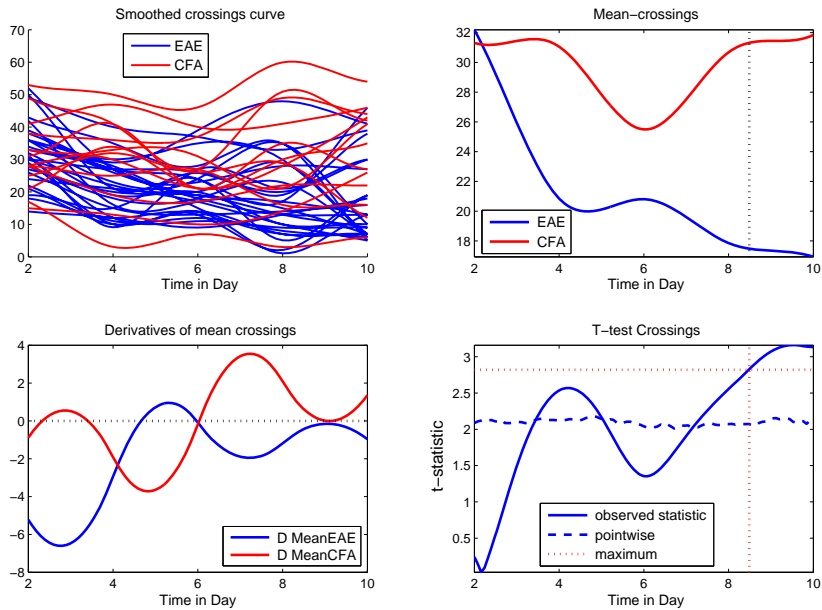 Smoothed crossings curve
70
60
50
40
30
20
10
0
2
4
6
8
10
EAE
CFA
Time in Day
Mean−crossings
32
30
28
26
24
22
20
18
2
4
6
8
10
EAE
CFA
Time in Day
Derivatives of mean crossings
4
2
0
−2
−4
−6
−8
2
4
6
8
10
D MeanEAE
D MeanCFA
Time in Day
T−test Crossings
t−statistic
3
2.5
2
1.5
1
0.5
2
4
6
8
10
observed statistic
pointwise
maximum
Time in Day